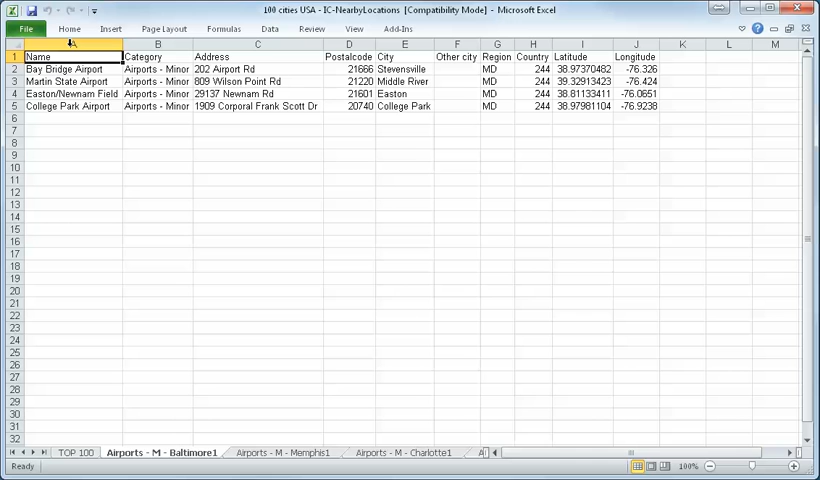 100 cities USA - IC-NearbyLocations [Compatibility Mode] - Microsoft Excel
File Home Insert Page Layout Formulas Data Review View Add-Ins
A B C D E F G H I J K L M
1 Name Category Address Postalcode City Other city Region Country Latitude Longitude
2 Bay Bridge Airport Airports - Minor 202 Airport Rd 21666 Stevensville MD 244 38.97370482 -76.326
3 Martin State Airport Airports - Minor 809 Wilson Point Rd 21220 Middle River MD 244 39.32913423 -76.424
4 Easton/Newnam Field Airports - Minor 29137 Newnam Rd 21601 Easton MD 244 38.81133411 -76.0651
5 College Park Airport Airports - Minor 1909 Corporal Frank Scott Dr 20740 College Park MD 244 38.97981104 -76.9238
6
7
8
9
10
11
12
13
14
15
16
17
18
19
20
21
22
23
24
25
26
27
28
29
30
31
32
TOP 100 Airports - M - Baltimore1 Airports - M - Memphis1 Airports - M - Charlotte1 A
Ready 100%